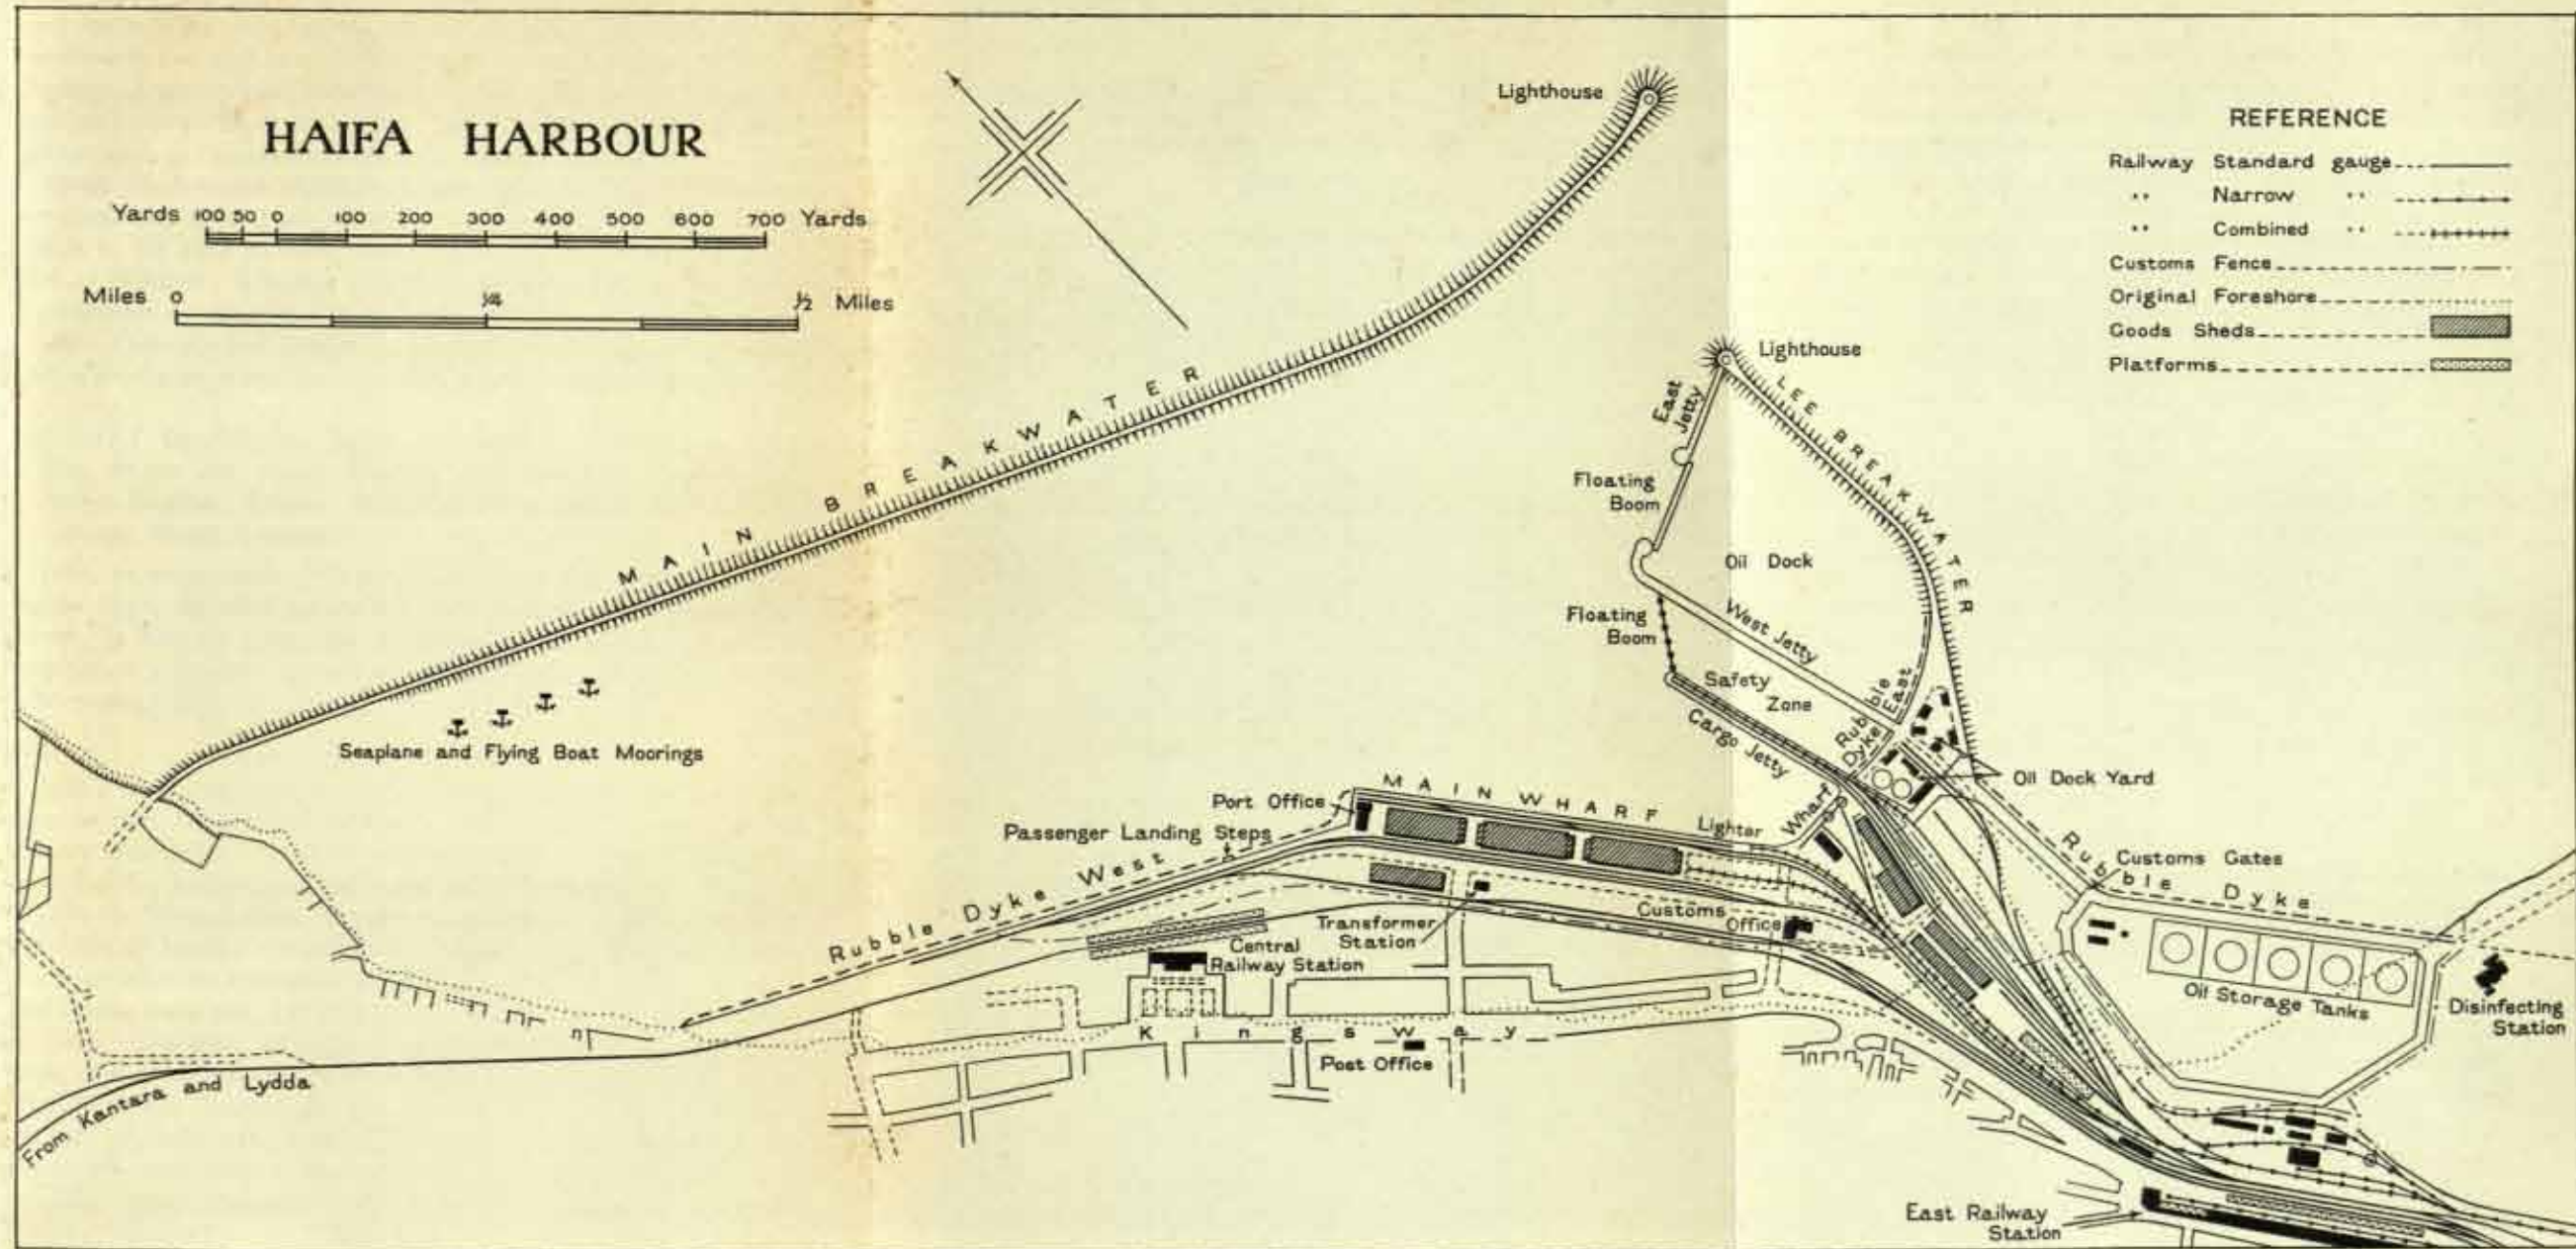 HAIFA HARBOUR
Yards 100 50 0 100 200 300 400 500 600 700 Yards
Miles 0 ¼ ½ Miles
REFERENCE
Railway Standard gauge
" Narrow "
" Combined "
Customs Fence
Original Foreshore
Goods Sheds
Platforms
Lighthouse
Lighthouse
MAIN BREAKWATER
LEE BREAKWATER
East Jetty
Floating Boom
Oil Dock
Floating Boom
West Jetty
Safety Zone
Cargo Jetty
Rubble Dyke East
Seaplane and Flying Boat Moorings
Oil Dock Yard
Port Office
MAIN WHARF
Lighter Wharf
Passenger Landing Steps
Rubble Dyke West
Rubble Dyke
Customs Gates
Transformer Station
Customs Office
Central Railway Station
Oil Storage Tanks
Disinfecting Station
Kingsway
Post Office
From Kantara and Lydda
East Railway Station